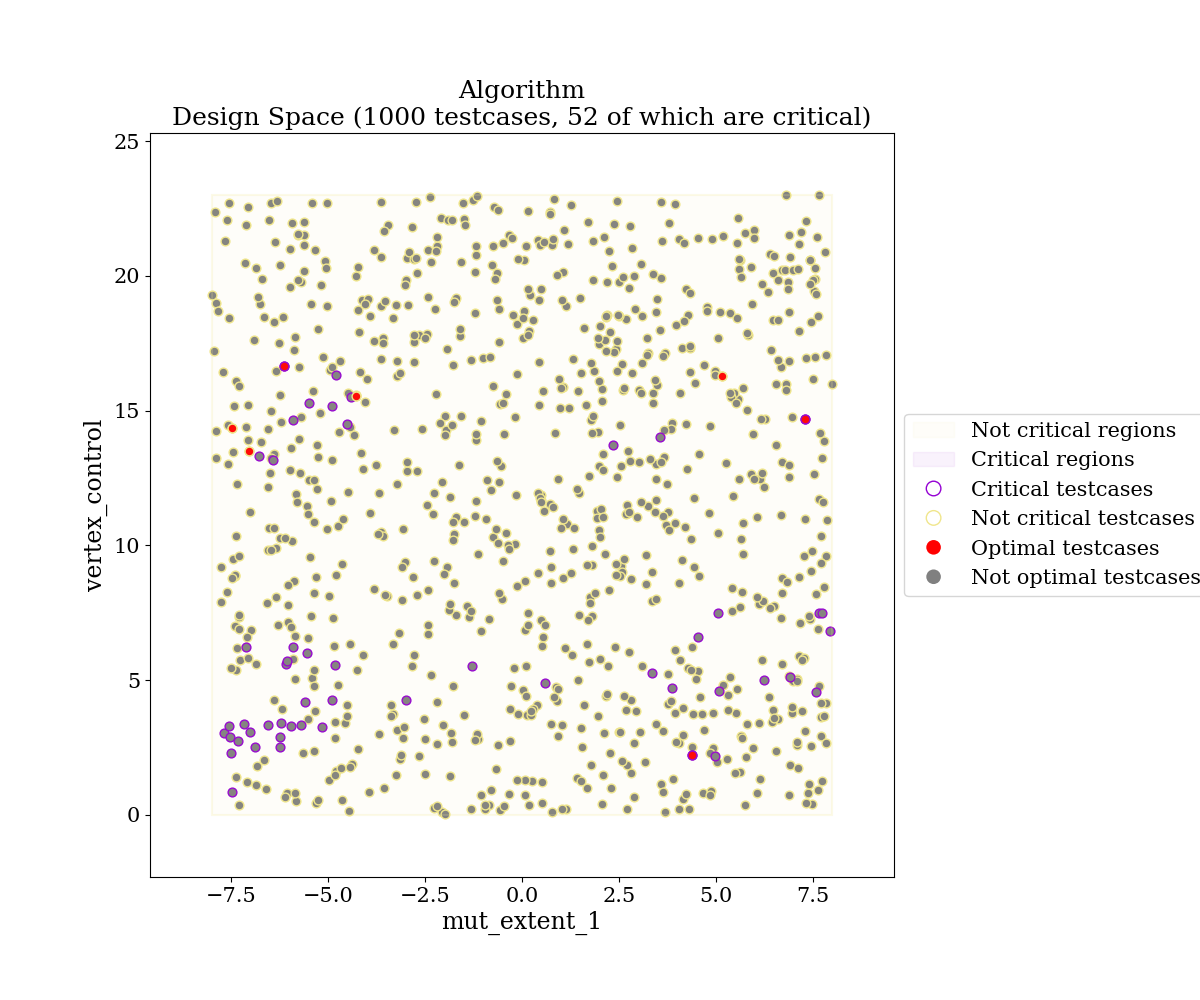 Algorithm
Design Space (1000 testcases, 52 of which are critical)
25
20
15
10
5
0
vertex_control
−7.5
−5.0
−2.5
0.0
2.5
5.0
7.5
mut_extent_1
Not critical regions
Critical regions
Critical testcases
Not critical testcases
Optimal testcases
Not optimal testcases